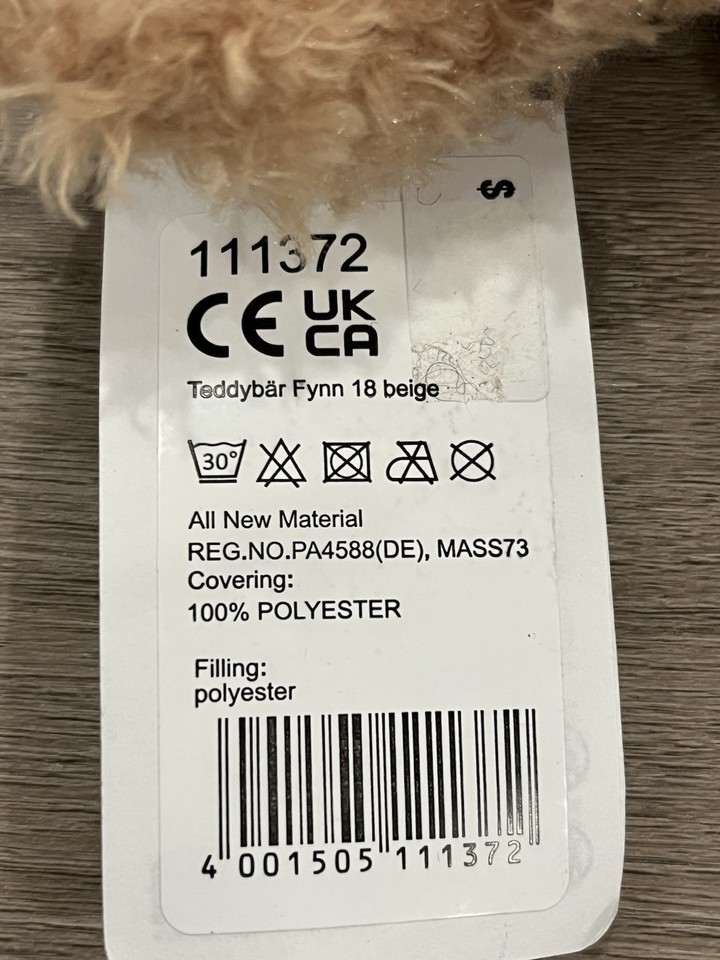 111372
CE UK
CA
Teddybär Fynn 18 beige
30°
All New Material
REG.NO.PA4588(DE), MASS73
Covering:
100% POLYESTER
Filling:
polyester
4 001505 111372